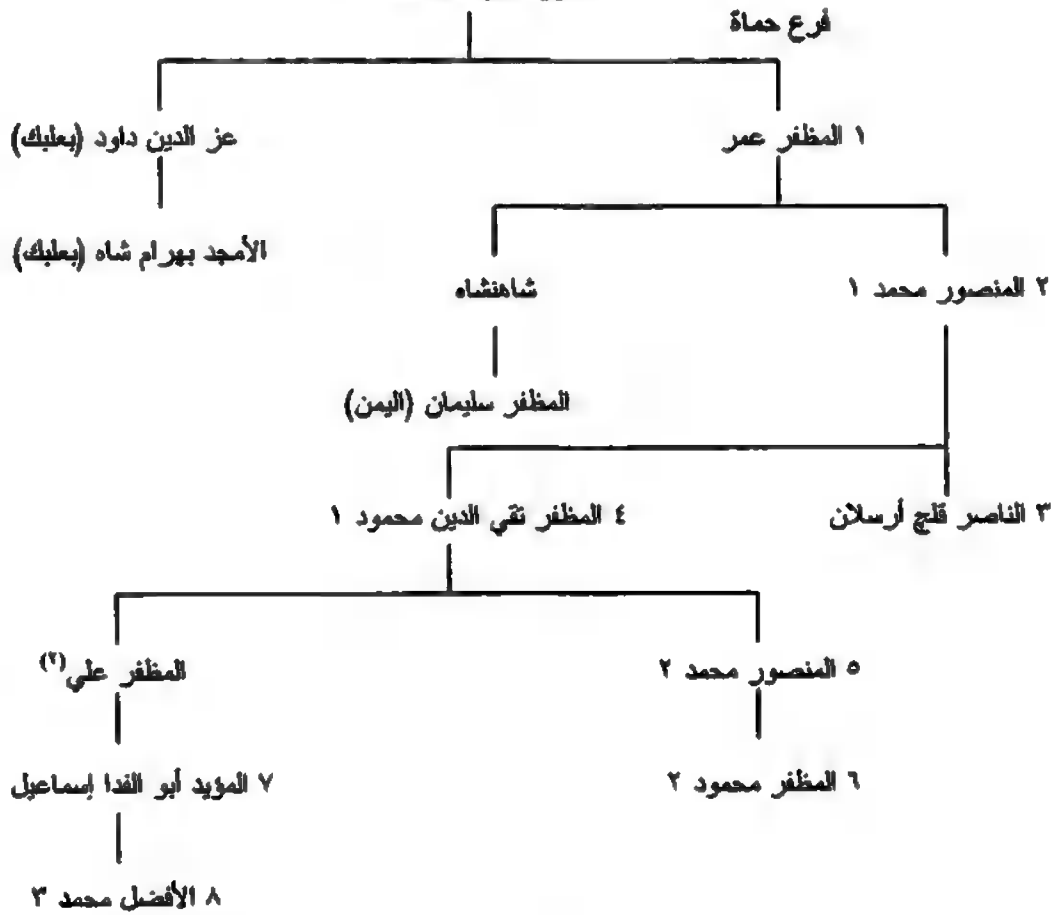 فرع حماة
١ المظفر عمر
عز الدين داود (بعلبك)
الأمجد بهرام شاه (بعلبك)
٢ المنصور محمد ١
شاهنشاه
المظفر سليمان (اليمن)
٣ الناصر قلج أرسلان
٤ المظفر تقي الدين محمود ١
٥ المنصور محمد ٢
المظفر علي(٢)
٦ المظفر محمود ٢
٧ المؤيد أبو الفدا إسماعيل
٨ الأفضل محمد ٣